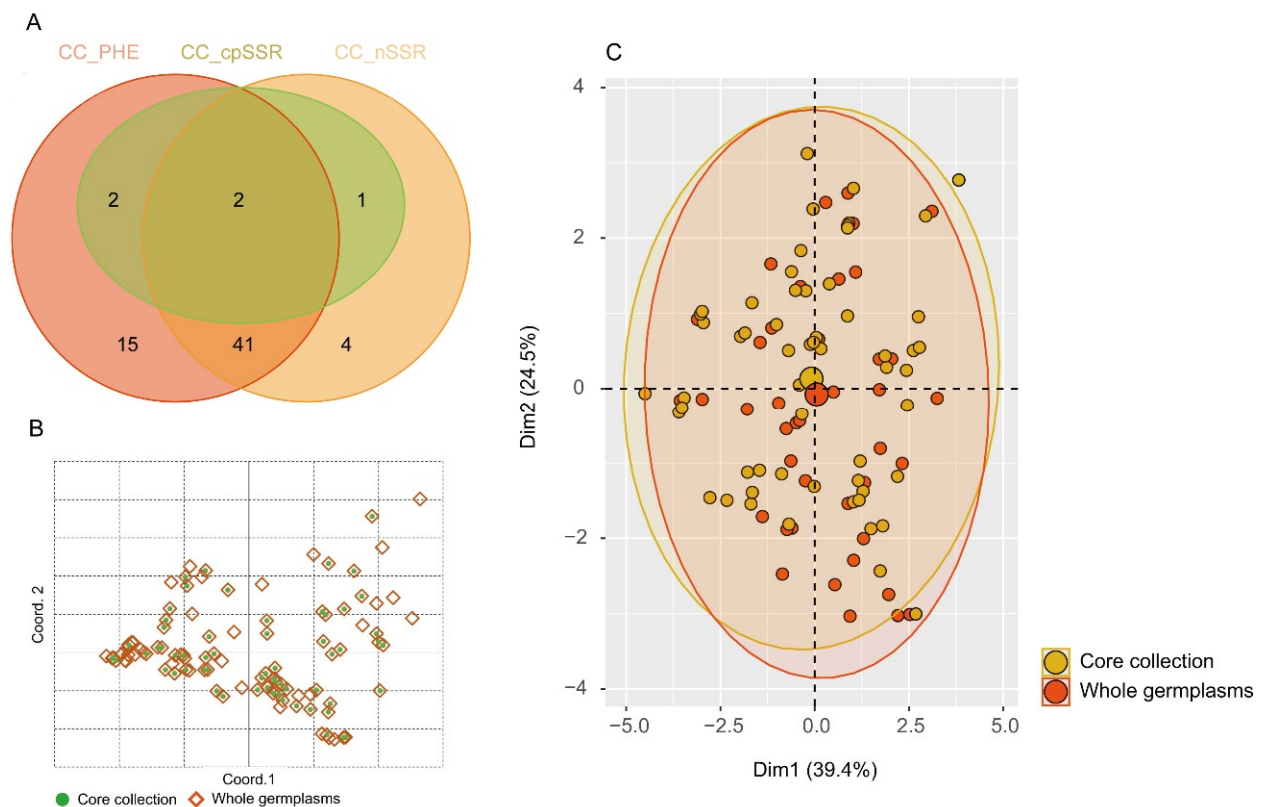 A
CC_PHE CC_cpSSR CC_nSSR
2 2 1
15 41 4
B
Coord. 2
Coord.1
Core collection Whole germplasms
C
4
2
0
−2
−4
Dim2 (24.5%)
−5.0 −2.5 0.0 2.5 5.0
Dim1 (39.4%)
Core collection
Whole germplasms